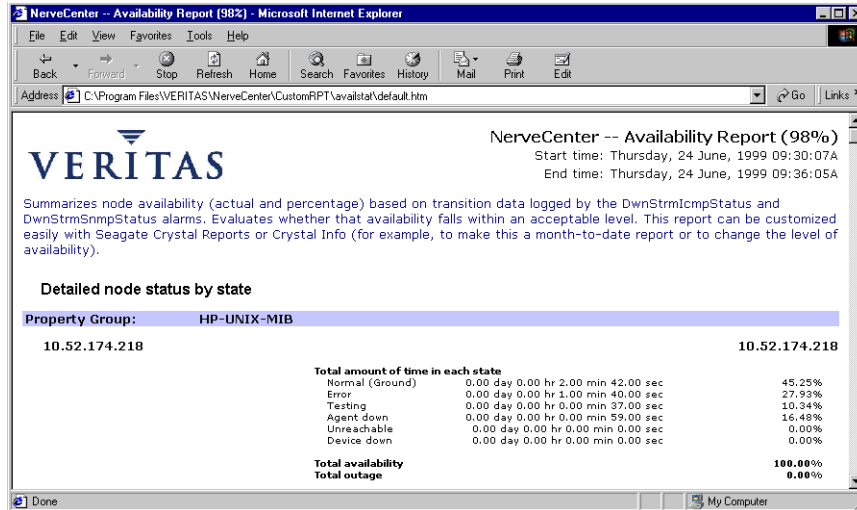 NerveCenter -- Availability Report (98%) - Microsoft Internet Explorer
File Edit View Favorites Tools Help
Back Forward Stop Refresh Home Search Favorites History Mail Print Edit
Address C:\Program Files\VERITAS\NerveCenter\CustomRPT\availstat\default.htm Go Links
VERITAS
NerveCenter -- Availability Report (98%)
Start time: Thursday, 24 June, 1999 09:30:07A
End time: Thursday, 24 June, 1999 09:36:05A
Summarizes node availability (actual and percentage) based on transition data logged by the DwnStrmIcmpStatus and
DwnStrmSnmpStatus alarms. Evaluates whether that availability falls within an acceptable level. This report can be customized
easily with Seagate Crystal Reports or Crystal Info (for example, to make this a month-to-date report or to change the level of
availability).
Detailed node status by state
Property Group: HP-UNIX-MIB
10.52.174.218 10.52.174.218
Total amount of time in each state
Normal (Ground) 0.00 day 0.00 hr 2.00 min 42.00 sec 45.25%
Error 0.00 day 0.00 hr 1.00 min 40.00 sec 27.93%
Testing 0.00 day 0.00 hr 0.00 min 37.00 sec 10.34%
Agent down 0.00 day 0.00 hr 0.00 min 59.00 sec 16.48%
Unreachable 0.00 day 0.00 hr 0.00 min 0.00 sec 0.00%
Device down 0.00 day 0.00 hr 0.00 min 0.00 sec 0.00%
Total availability 100.00%
Total outage 0.00%
Done My Computer